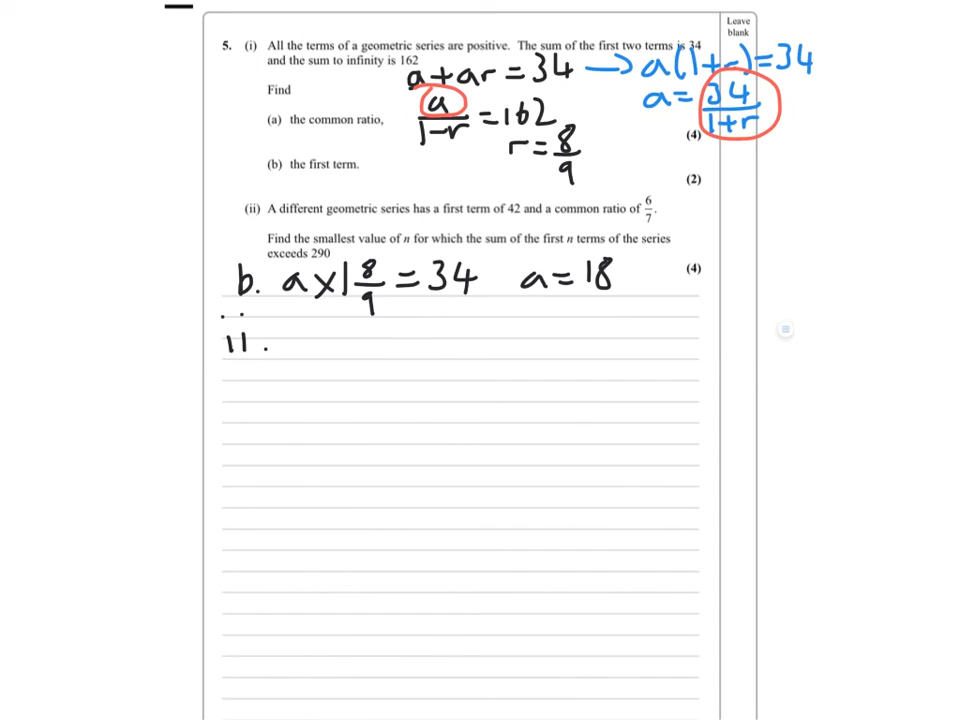 Leave
blank
5. (i) All the terms of a geometric series are positive. The sum of the first two terms is 34
and the sum to infinity is 162
a + ar = 34 → a(1+r) = 34
Find
a/1-r = 162
a = 34/1+r
(a) the common ratio,
(4)
r = 8/9
(b) the first term.
(2)
(ii) A different geometric series has a first term of 42 and a common ratio of 6/7.
Find the smallest value of n for which the sum of the first n terms of the series
exceeds 290
(4)
b. a × 1 8/9 = 34 a = 18
ii.